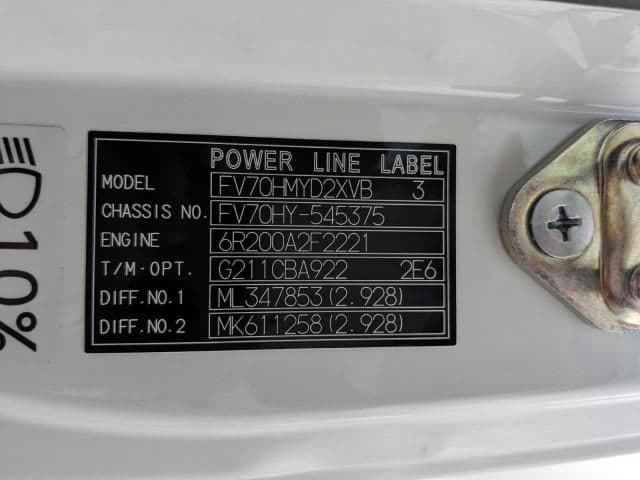 POWER LINE LABEL
MODEL FV70HMYD2XVB 3
CHASSIS NO. FV70HY-545375
ENGINE 6R200A2F2221
T/M·OPT. G211CBA922 2E6
DIFF.NO.1 ML347853(2.928)
DIFF.NO.2 MK611258(2.928)
10%